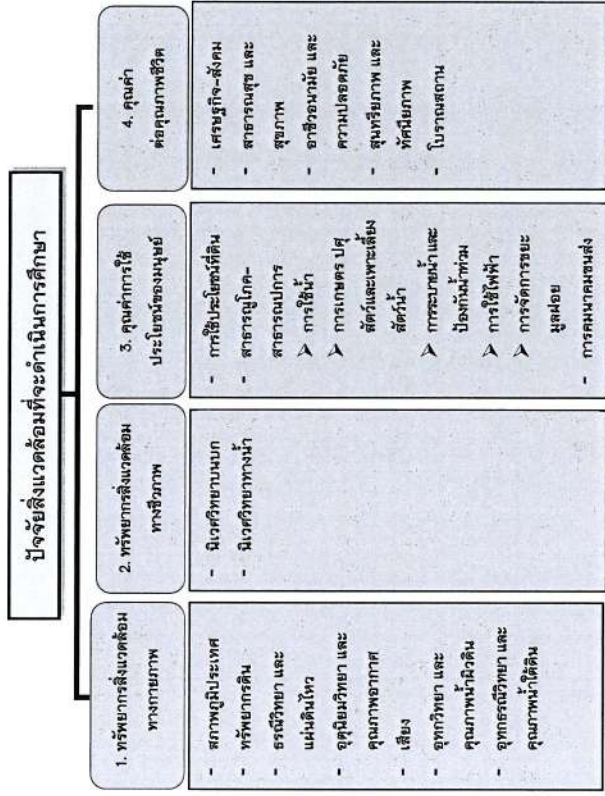 ปัจจัยสิ่งแวดล้อมที่จะดำเนินการศึกษา
1. ทรัพยากรสิ่งแวดล้อม
ทางกายภาพ
- สภาพภูมิประเทศ
- ทรัพยากรดิน
- ธรณีวิทยา และ
แผ่นดินไหว
- อุตุนิยมวิทยา และ
คุณภาพอากาศ
- เสียง
- อุทกวิทยา และ
คุณภาพน้ำผิวดิน
- อุทกธรณีวิทยา และ
คุณภาพน้ำใต้ดิน
2. ทรัพยากรสิ่งแวดล้อม
ทางชีวภาพ
- นิเวศวิทยาบนบก
- นิเวศวิทยาทางน้ำ
3. คุณค่าการใช้
ประโยชน์ของมนุษย์
- การใช้ประโยชน์ที่ดิน
- สาธารณูโภค-
สาธารณูปการ
➢ การใช้น้ำ
➢ การเกษตร ปศุ
สัตว์และเพาะเลี้ยง
สัตว์น้ำ
➢ การระบายน้ำ และ
ป้องกันน้ำท่วม
➢ การใช้ไฟฟ้า
➢ การจัดการขยะ
มูลฝอย
- การคมนาคมขนส่ง
4. คุณค่า
ต่อคุณภาพชีวิต
- เศรษฐกิจ-สังคม
- สาธารณสุข และ
สุขภาพ
- อาชีวอนามัย และ
ความปลอดภัย
- สุนทรียภาพ และ
ทัศนียภาพ
- โบราณสถาน